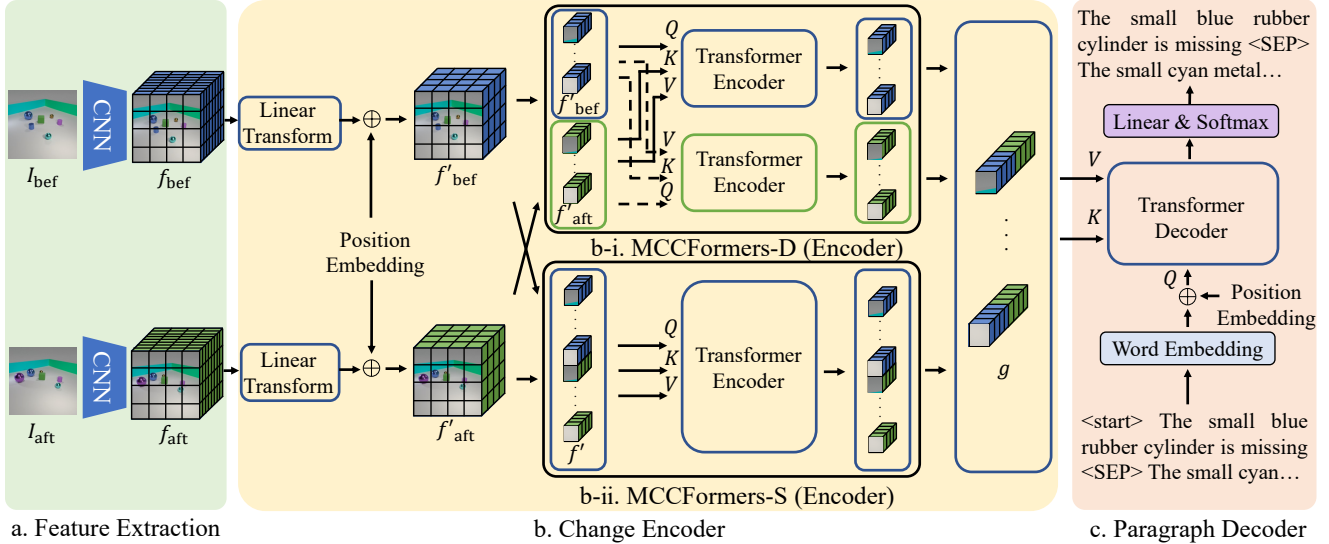 CNN
I_bef
f_bef
CNN
I_aft
f_aft
a. Feature Extraction
Linear
Transform
f'_bef
Position
Embedding
Linear
Transform
f'_aft
f'_bef
f'_aft
Q
K
V
V
K
Q
Transformer
Encoder
Transformer
Encoder
b-i. MCCFormers-D (Encoder)
f'
Q
K
V
Transformer
Encoder
b-ii. MCCFormers-S (Encoder)
g
b. Change Encoder
The small blue rubber
cylinder is missing <SEP>
The small cyan metal…
Linear & Softmax
V
K
Transformer
Decoder
Q
Position
Embedding
Word Embedding
<start> The small blue
rubber cylinder is missing
<SEP> The small cyan…
c. Paragraph Decoder